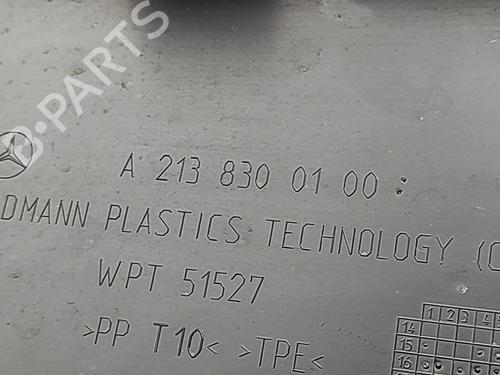 B-PARTS
A 213 830 01 00
DMANN PLASTICS TECHNOLOGY (C
WPT 51527
>PP T10< >TPE<
1 2 3 4
14
15
16